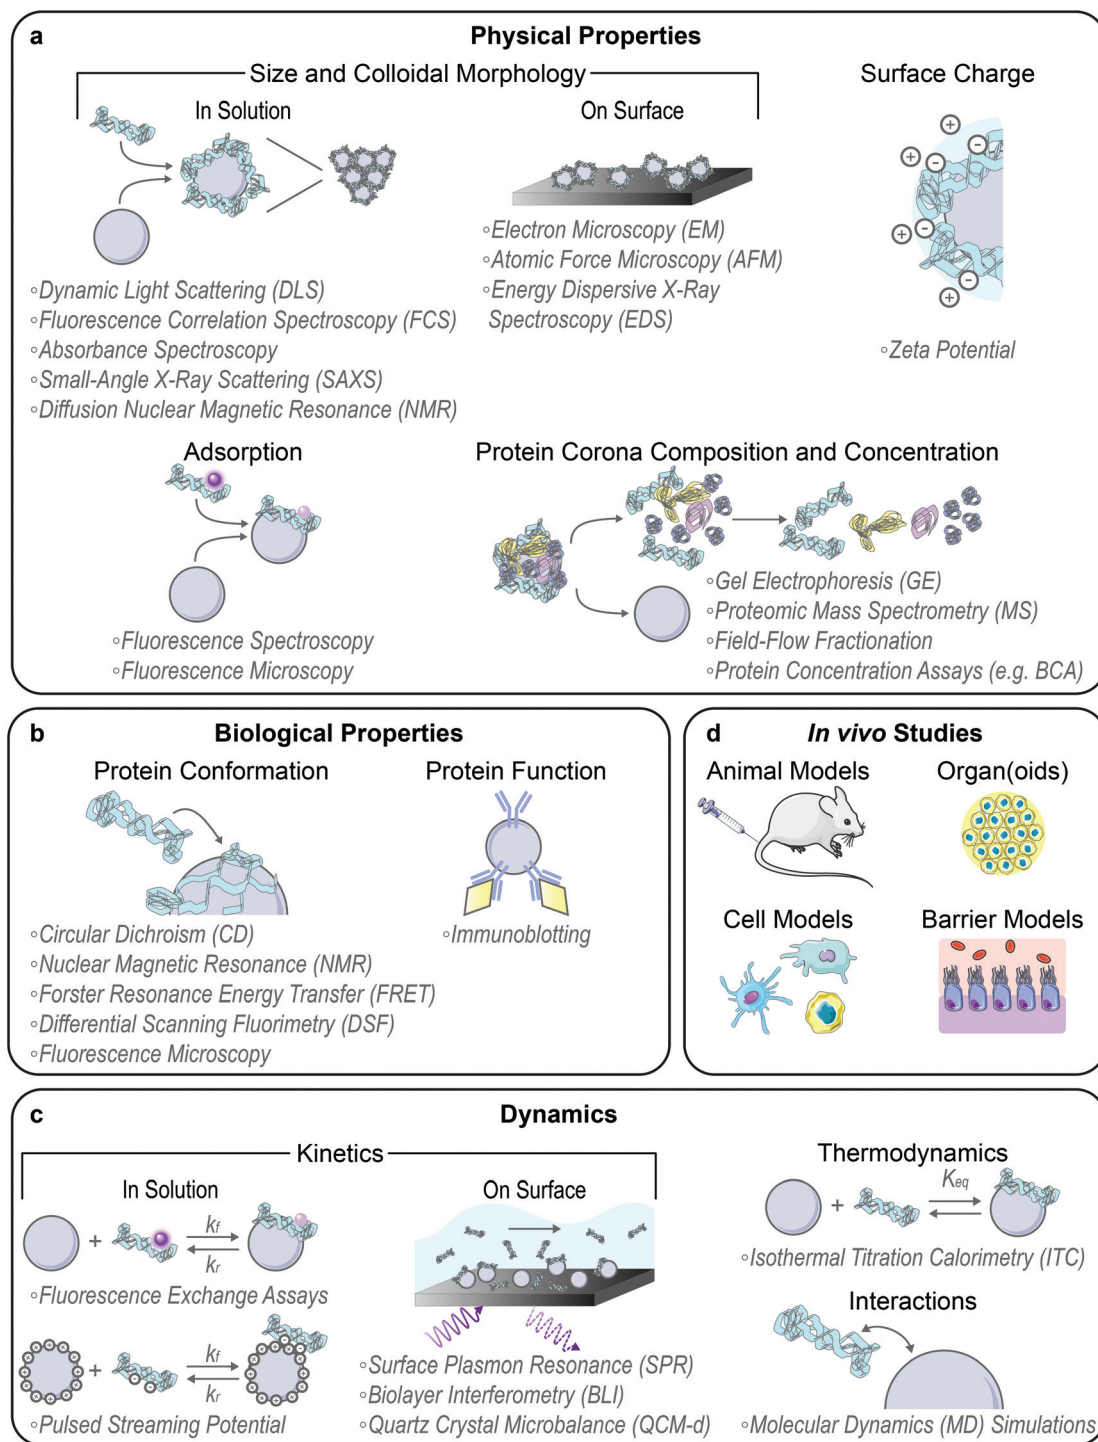 a
Physical Properties
Size and Colloidal Morphology
In Solution
◦Dynamic Light Scattering (DLS)
◦Fluorescence Correlation Spectroscopy (FCS)
◦Absorbance Spectroscopy
◦Small-Angle X-Ray Scattering (SAXS)
◦Diffusion Nuclear Magnetic Resonance (NMR)
On Surface
◦Electron Microscopy (EM)
◦Atomic Force Microscopy (AFM)
◦Energy Dispersive X-Ray
Spectroscopy (EDS)
Surface Charge
+
−
+
−
+
−
+
−
+
◦Zeta Potential
Adsorption
◦Fluorescence Spectroscopy
◦Fluorescence Microscopy
Protein Corona Composition and Concentration
◦Gel Electrophoresis (GE)
◦Proteomic Mass Spectrometry (MS)
◦Field-Flow Fractionation
◦Protein Concentration Assays (e.g. BCA)
b
Biological Properties
Protein Conformation
◦Circular Dichroism (CD)
◦Nuclear Magnetic Resonance (NMR)
◦Forster Resonance Energy Transfer (FRET)
◦Differential Scanning Fluorimetry (DSF)
◦Fluorescence Microscopy
Protein Function
◦Immunoblotting
d
In vivo Studies
Animal Models
Organ(oids)
Cell Models
Barrier Models
c
Dynamics
Kinetics
In Solution
+
kf
kr
◦Fluorescence Exchange Assays
+
kf
kr
◦Pulsed Streaming Potential
On Surface
◦Surface Plasmon Resonance (SPR)
◦Biolayer Interferometry (BLI)
◦Quartz Crystal Microbalance (QCM-d)
Thermodynamics
+
Keq
◦Isothermal Titration Calorimetry (ITC)
Interactions
◦Molecular Dynamics (MD) Simulations